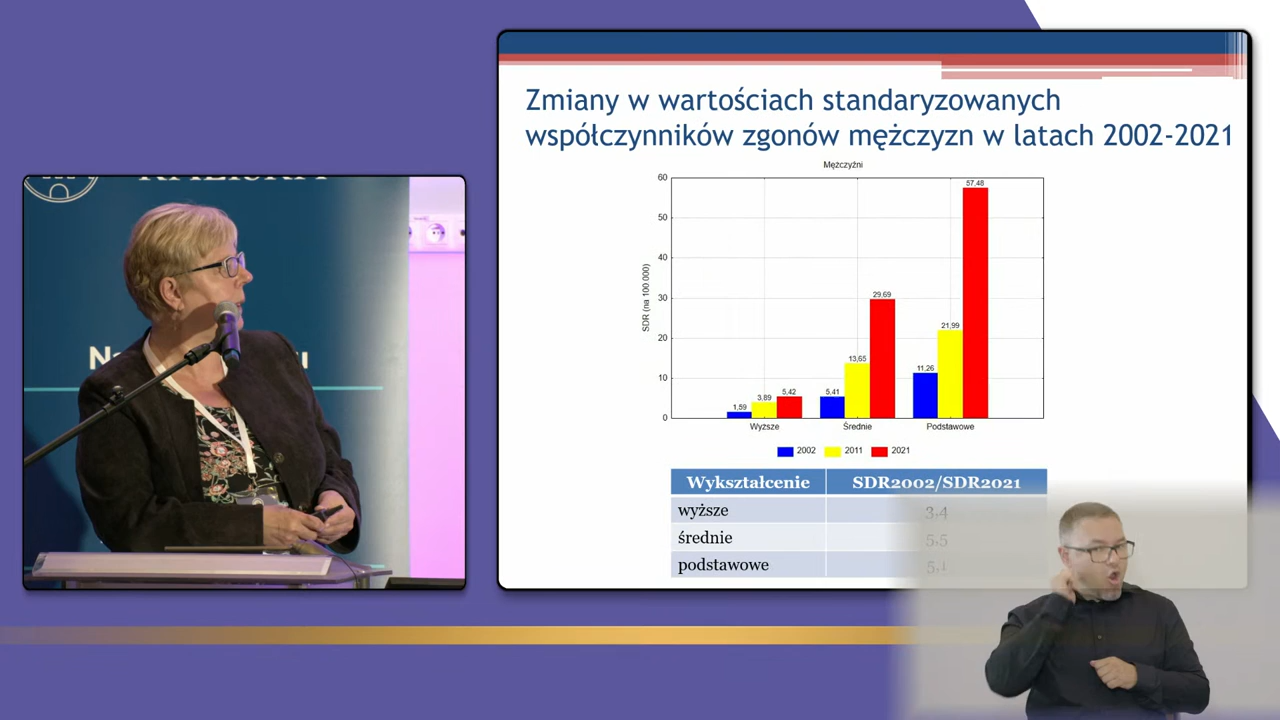 Zmiany w wartościach standaryzowanych
współczynników zgonów mężczyzn w latach 2002-2021
Mężczyźni
SDR (na 100 000)
60
50
40
30
20
10
0
1,59
3,89
5,42
5,41
13,65
29,69
11,26
21,99
57,48
Wyższe
Średnie
Podstawowe
2002
2011
2021
Wykształcenie
SDR2002/SDR2021
wyższe
3,4
średnie
5,5
podstawowe
5,1